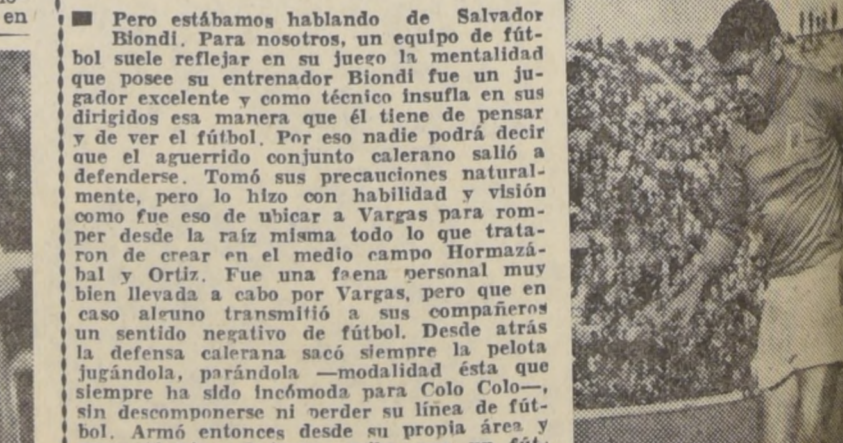 en
Pero estábamos hablando de Salvador
Biondi. Para nosotros, un equipo de fút-
bol suele reflejar en su juego la mentalidad
que posee su entrenador Biondi fue un ju-
gador excelente y como técnico insufla en sus
dirigidos esa manera que él tiene de pensar
y de ver el fútbol. Por eso nadie podrá decir
que el aguerrido conjunto calerano salió a
defenderse. Tomó sus precauciones natural-
mente, pero lo hizo con habilidad y visión
como fue eso de ubicar a Vargas para rom-
per desde la raíz misma todo lo que trata-
ron de crear en el medio campo Hormazá-
bal y Ortiz. Fue una faena personal muy
bien llevada a cabo por Vargas, pero que en
caso alguno transmitió a sus compañeros
un sentido negativo de fútbol. Desde atrás
la defensa calerana sacó siempre la pelota
jugándola, parándola —modalidad ésta que
siempre ha sido incómoda para Colo Colo—,
sin descomponerse ni perder su línea de fút-
bol. Armó entonces desde su propia área y